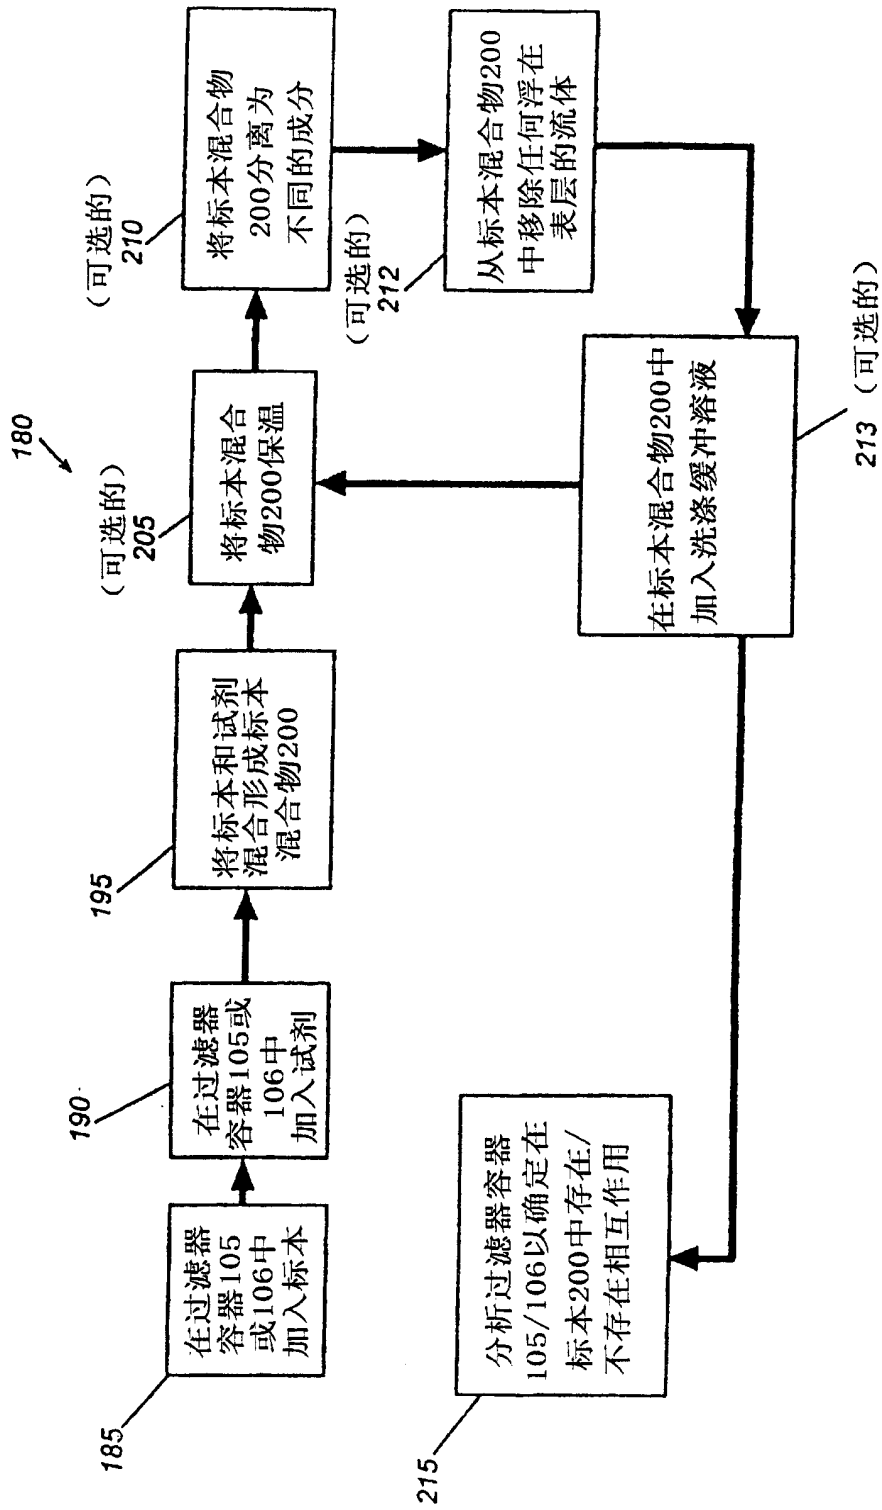 180
185
在过滤器
容器105
或106中
加入标本
190
在过滤器
容器105或
106中
加入试剂
195
将标本和试剂
混合形成标本
混合物200
(可选的)
205
将标本混合
物200保温
(可选的)
210
将标本混合物
200分离为
不同的成分
(可选的)
212
从标本混合物200
中移除任何浮在
表层的流体
在标本混合物200中
加入洗涤缓冲溶液
213
(可选的)
215
分析过滤器容器
105/106以确定在
标本200中存在/
不存在相互作用